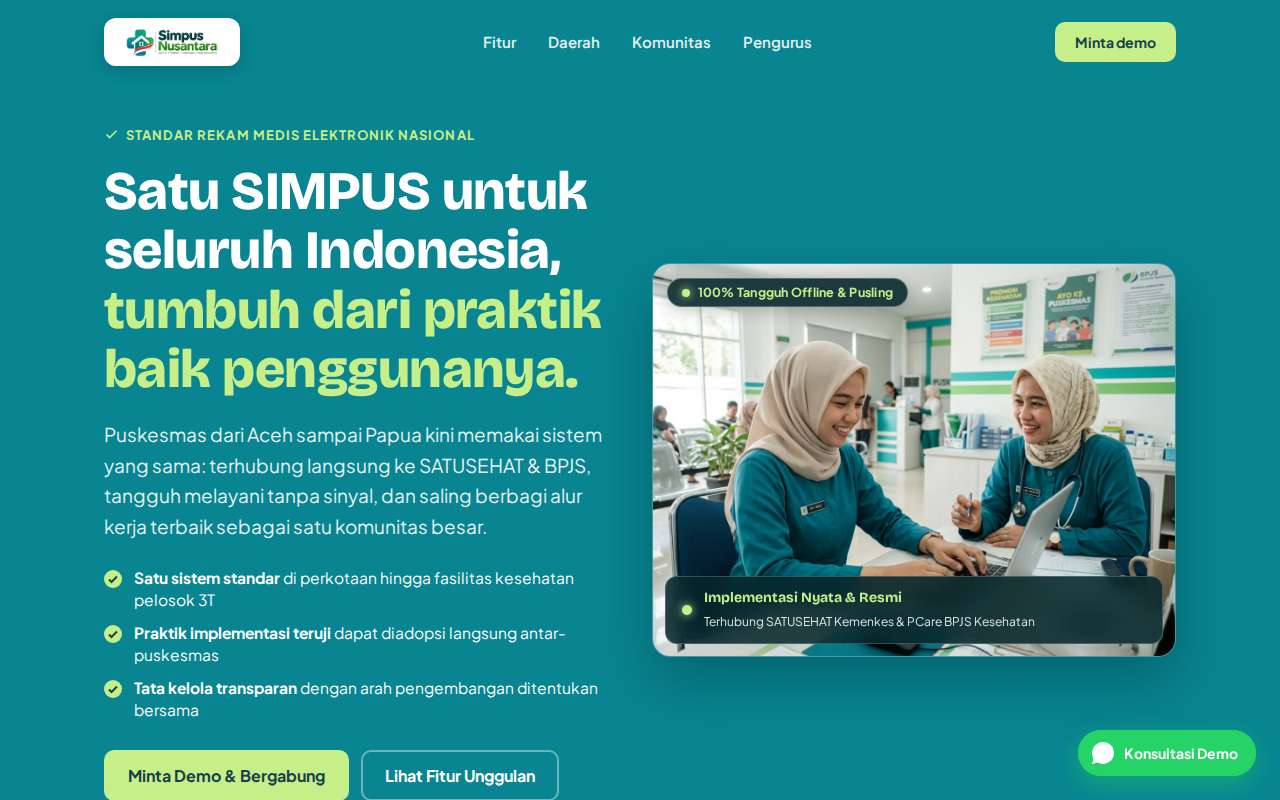 Simpus
Nusantara
Fitur
Daerah
Komunitas
Pengurus
Minta demo
STANDAR REKAM MEDIS ELEKTRONIK NASIONAL
Satu SIMPUS untuk
seluruh Indonesia,
tumbuh dari praktik
baik penggunanya.
Puskesmas dari Aceh sampai Papua kini memakai sistem
yang sama: terhubung langsung ke SATUSEHAT & BPJS,
tangguh melayani tanpa sinyal, dan saling berbagi alur
kerja terbaik sebagai satu komunitas besar.
Satu sistem standar di perkotaan hingga fasilitas kesehatan
pelosok 3T
Praktik implementasi teruji dapat diadopsi langsung antar-
puskesmas
Tata kelola transparan dengan arah pengembangan ditentukan
bersama
Minta Demo & Bergabung
Lihat Fitur Unggulan
100% Tangguh Offline & Pusling
PROMOSI
KESEHATAN
AYO KE
PUSKESMAS
BPJS
PUSK
Implementasi Nyata & Resmi
Terhubung SATUSEHAT Kemenkes & PCare BPJS Kesehatan
Konsultasi Demo